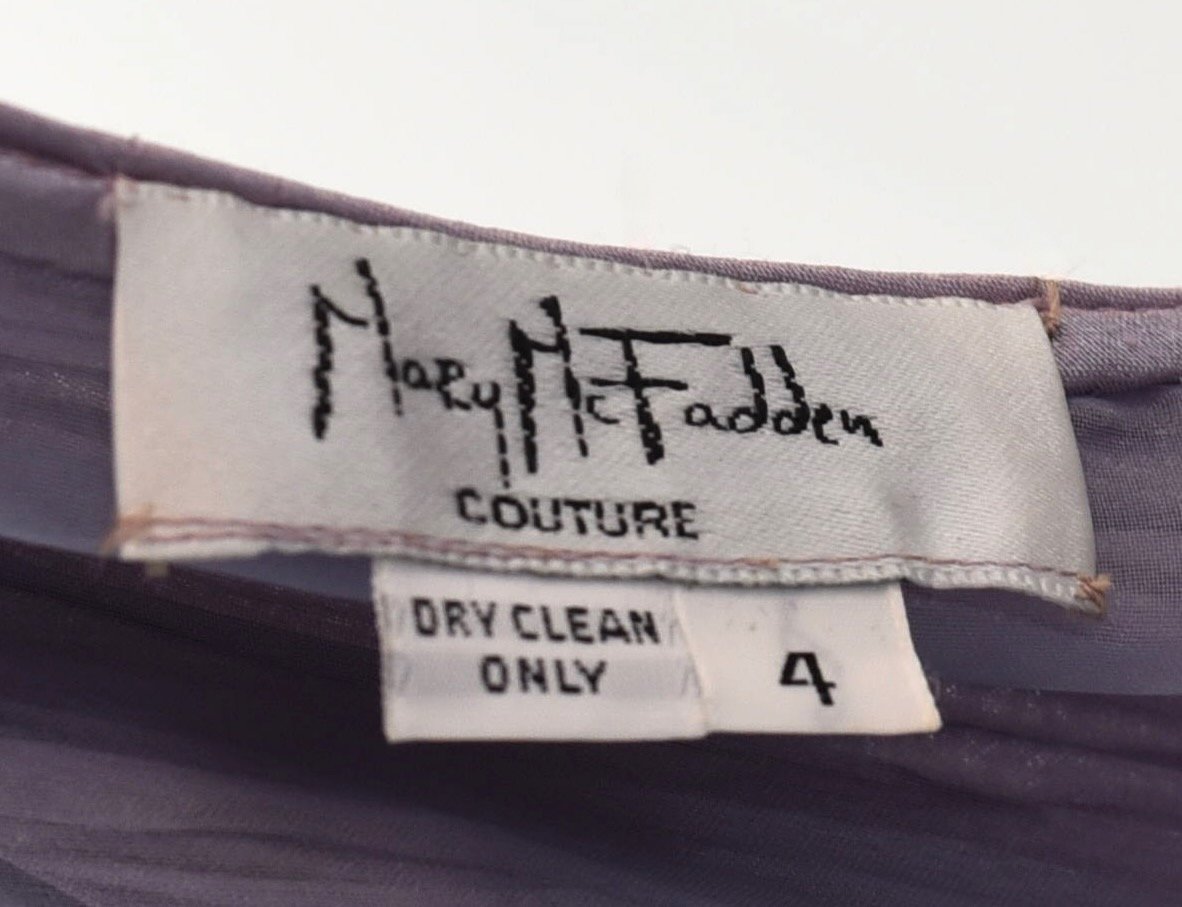 Mary McFadden
COUTURE
DRY CLEAN
ONLY
4